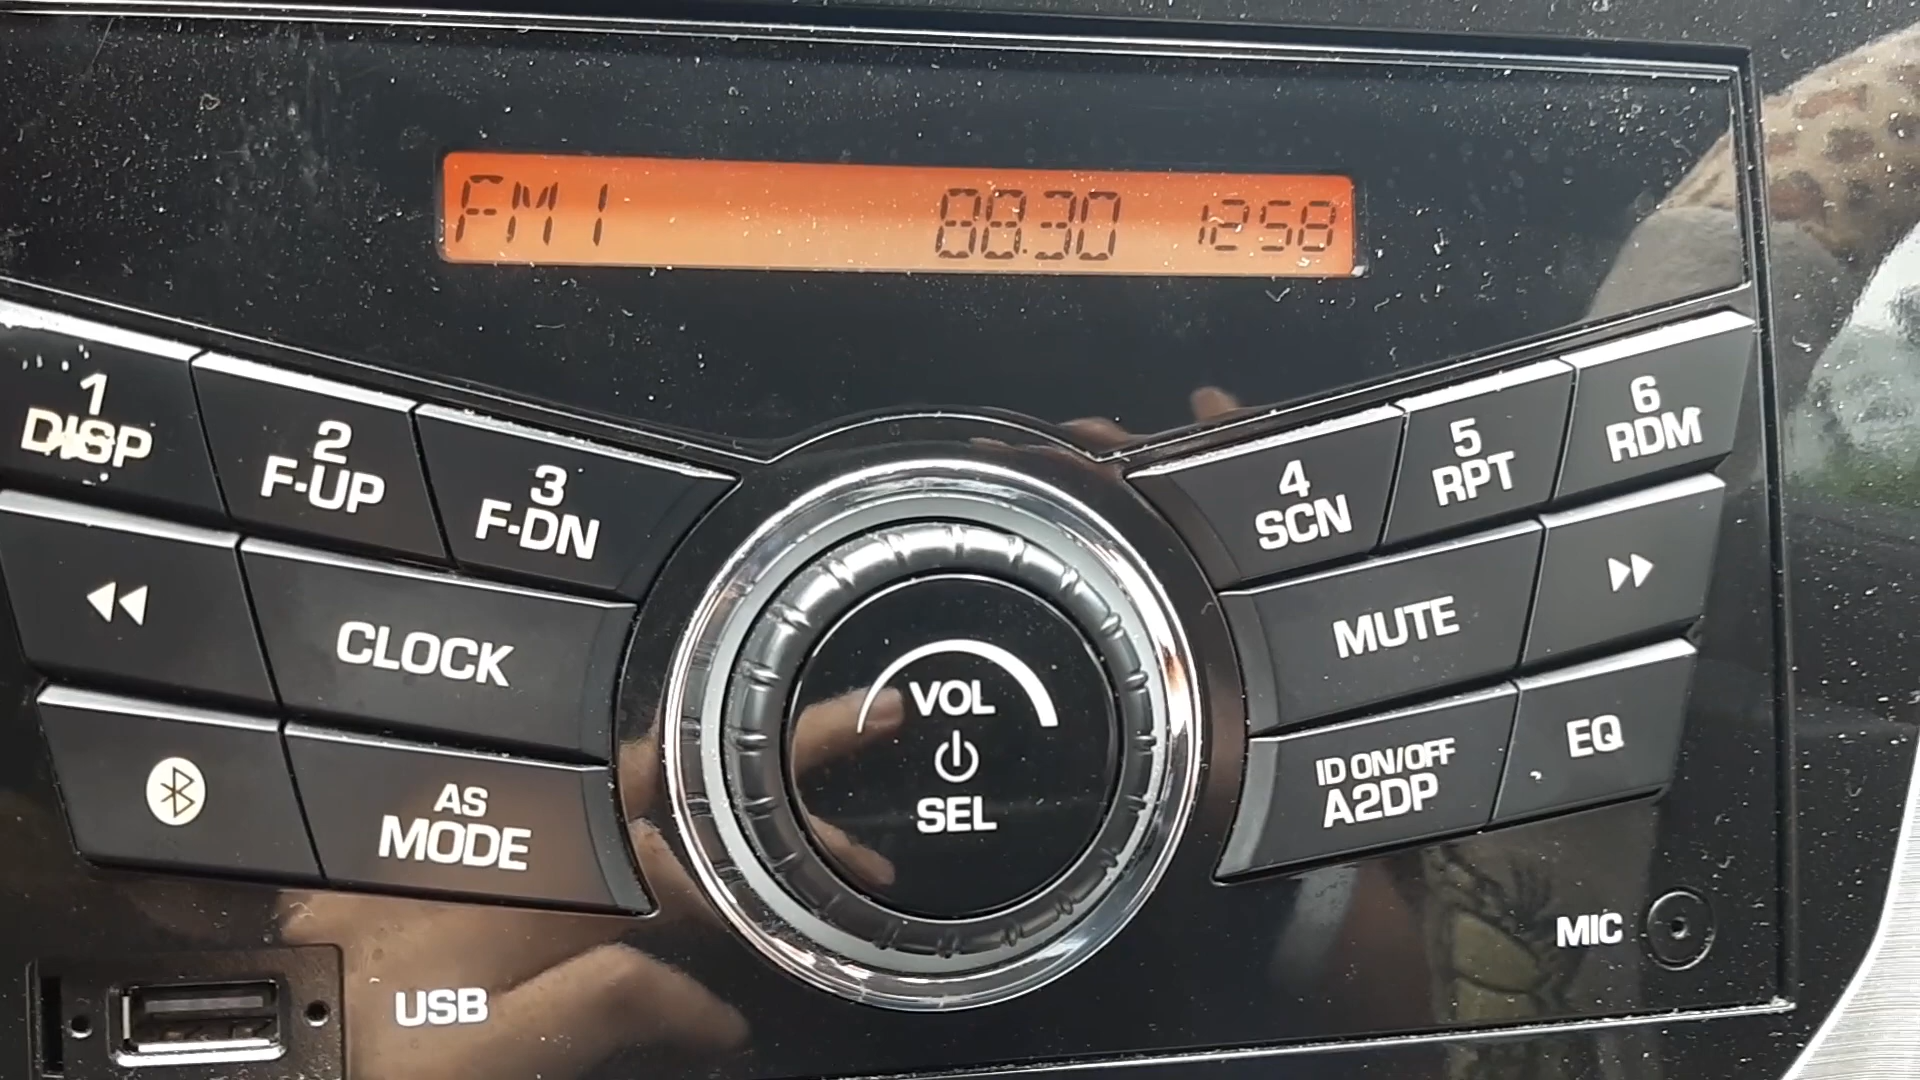 FM1 88.30 12:58
1
DISP
2
F-UP
3
F-DN
4
SCN
5
RPT
6
RDM
CLOCK
MUTE
AS
MODE
VOL
SEL
ID ON/OFF
A2DP
EQ
USB
MIC